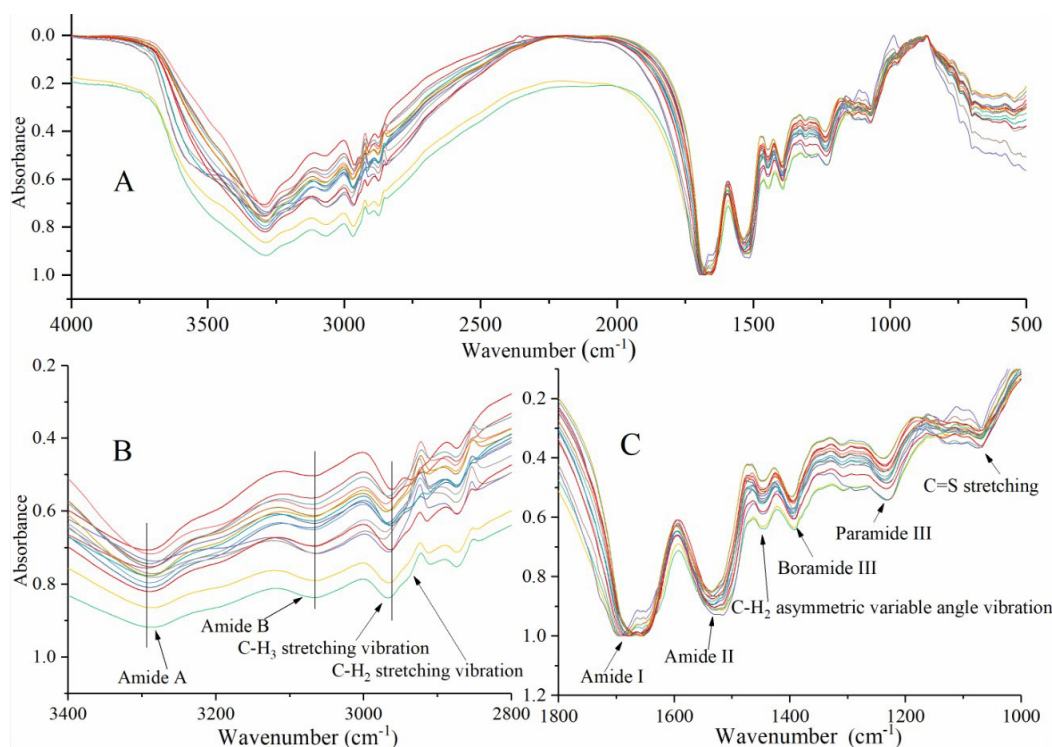 0.0
0.2
0.4
0.6
0.8
1.0
Absorbance
A
4000 3500 3000 2500 2000 1500 1000 500
Wavenumber (cm-1)
0.2
0.4
0.6
0.8
1.0
Absorbance
B
Amide B
C-H3 stretching vibration
C-H2 stretching vibration
Amide A
3400 3200 3000 2800
Wavenumber (cm-1)
0.2
0.4
0.6
0.8
1.0
1.2
C
C=S stretching
Paramide III
Boramide III
C-H2 asymmetric variable angle vibration
Amide II
Amide I
1800 1600 1400 1200 1000
Wavenumber (cm-1)